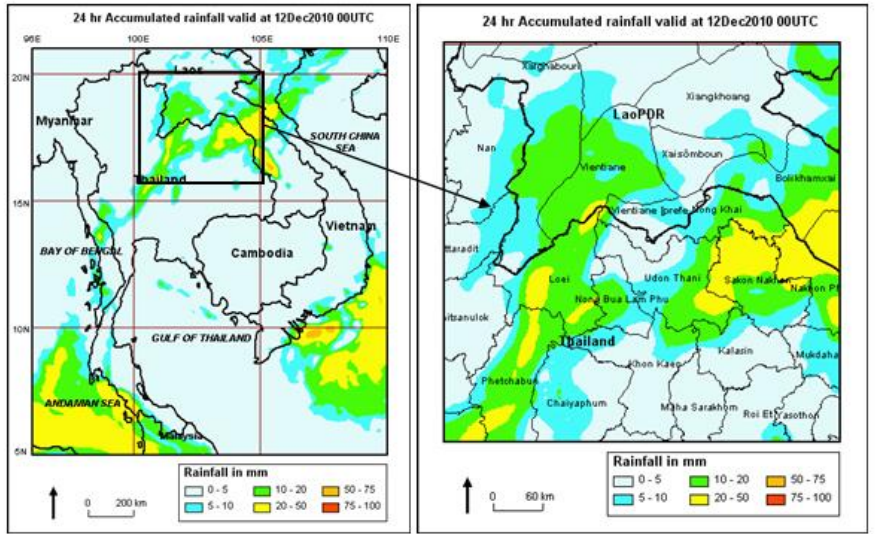 24 hr Accumulated rainfall valid at 12Dec2010 00UTC
95E 100E 105E 110E
20N
Laos
Myanmar
SOUTH CHINA
SEA
Thailand
15N
Vietnam
BAY OF BENGOL
Cambodia
10N
GULF OF THAILAND
ANDAMAN SEA
Malaysia
5N
0 200 km
Rainfall in mm
0 - 5 10 - 20 50 - 75
5 - 10 20 - 50 75 - 100
24 hr Accumulated rainfall valid at 12Dec2010 00UTC
Xaignabouri
Xiangkhoang
LaoPDR
Nan
Xaisômboun
Vientiane
Bolikhamxai
Vientiane [prefe Nong Khai
ttaradit
Loei
Udon Thani
Sakon Nakhon
Nakhon Ph
Nong Bua Lam Phu
itsanulok
Thailand
Kalasin
Khon Kaen
Mukdaha
Phetchabun
Chaiyaphum
Maha Sarakham
Roi Et Yasothon
0 60 km
Rainfall in mm
0 - 5 10 - 20 50 - 75
5 - 10 20 - 50 75 - 100